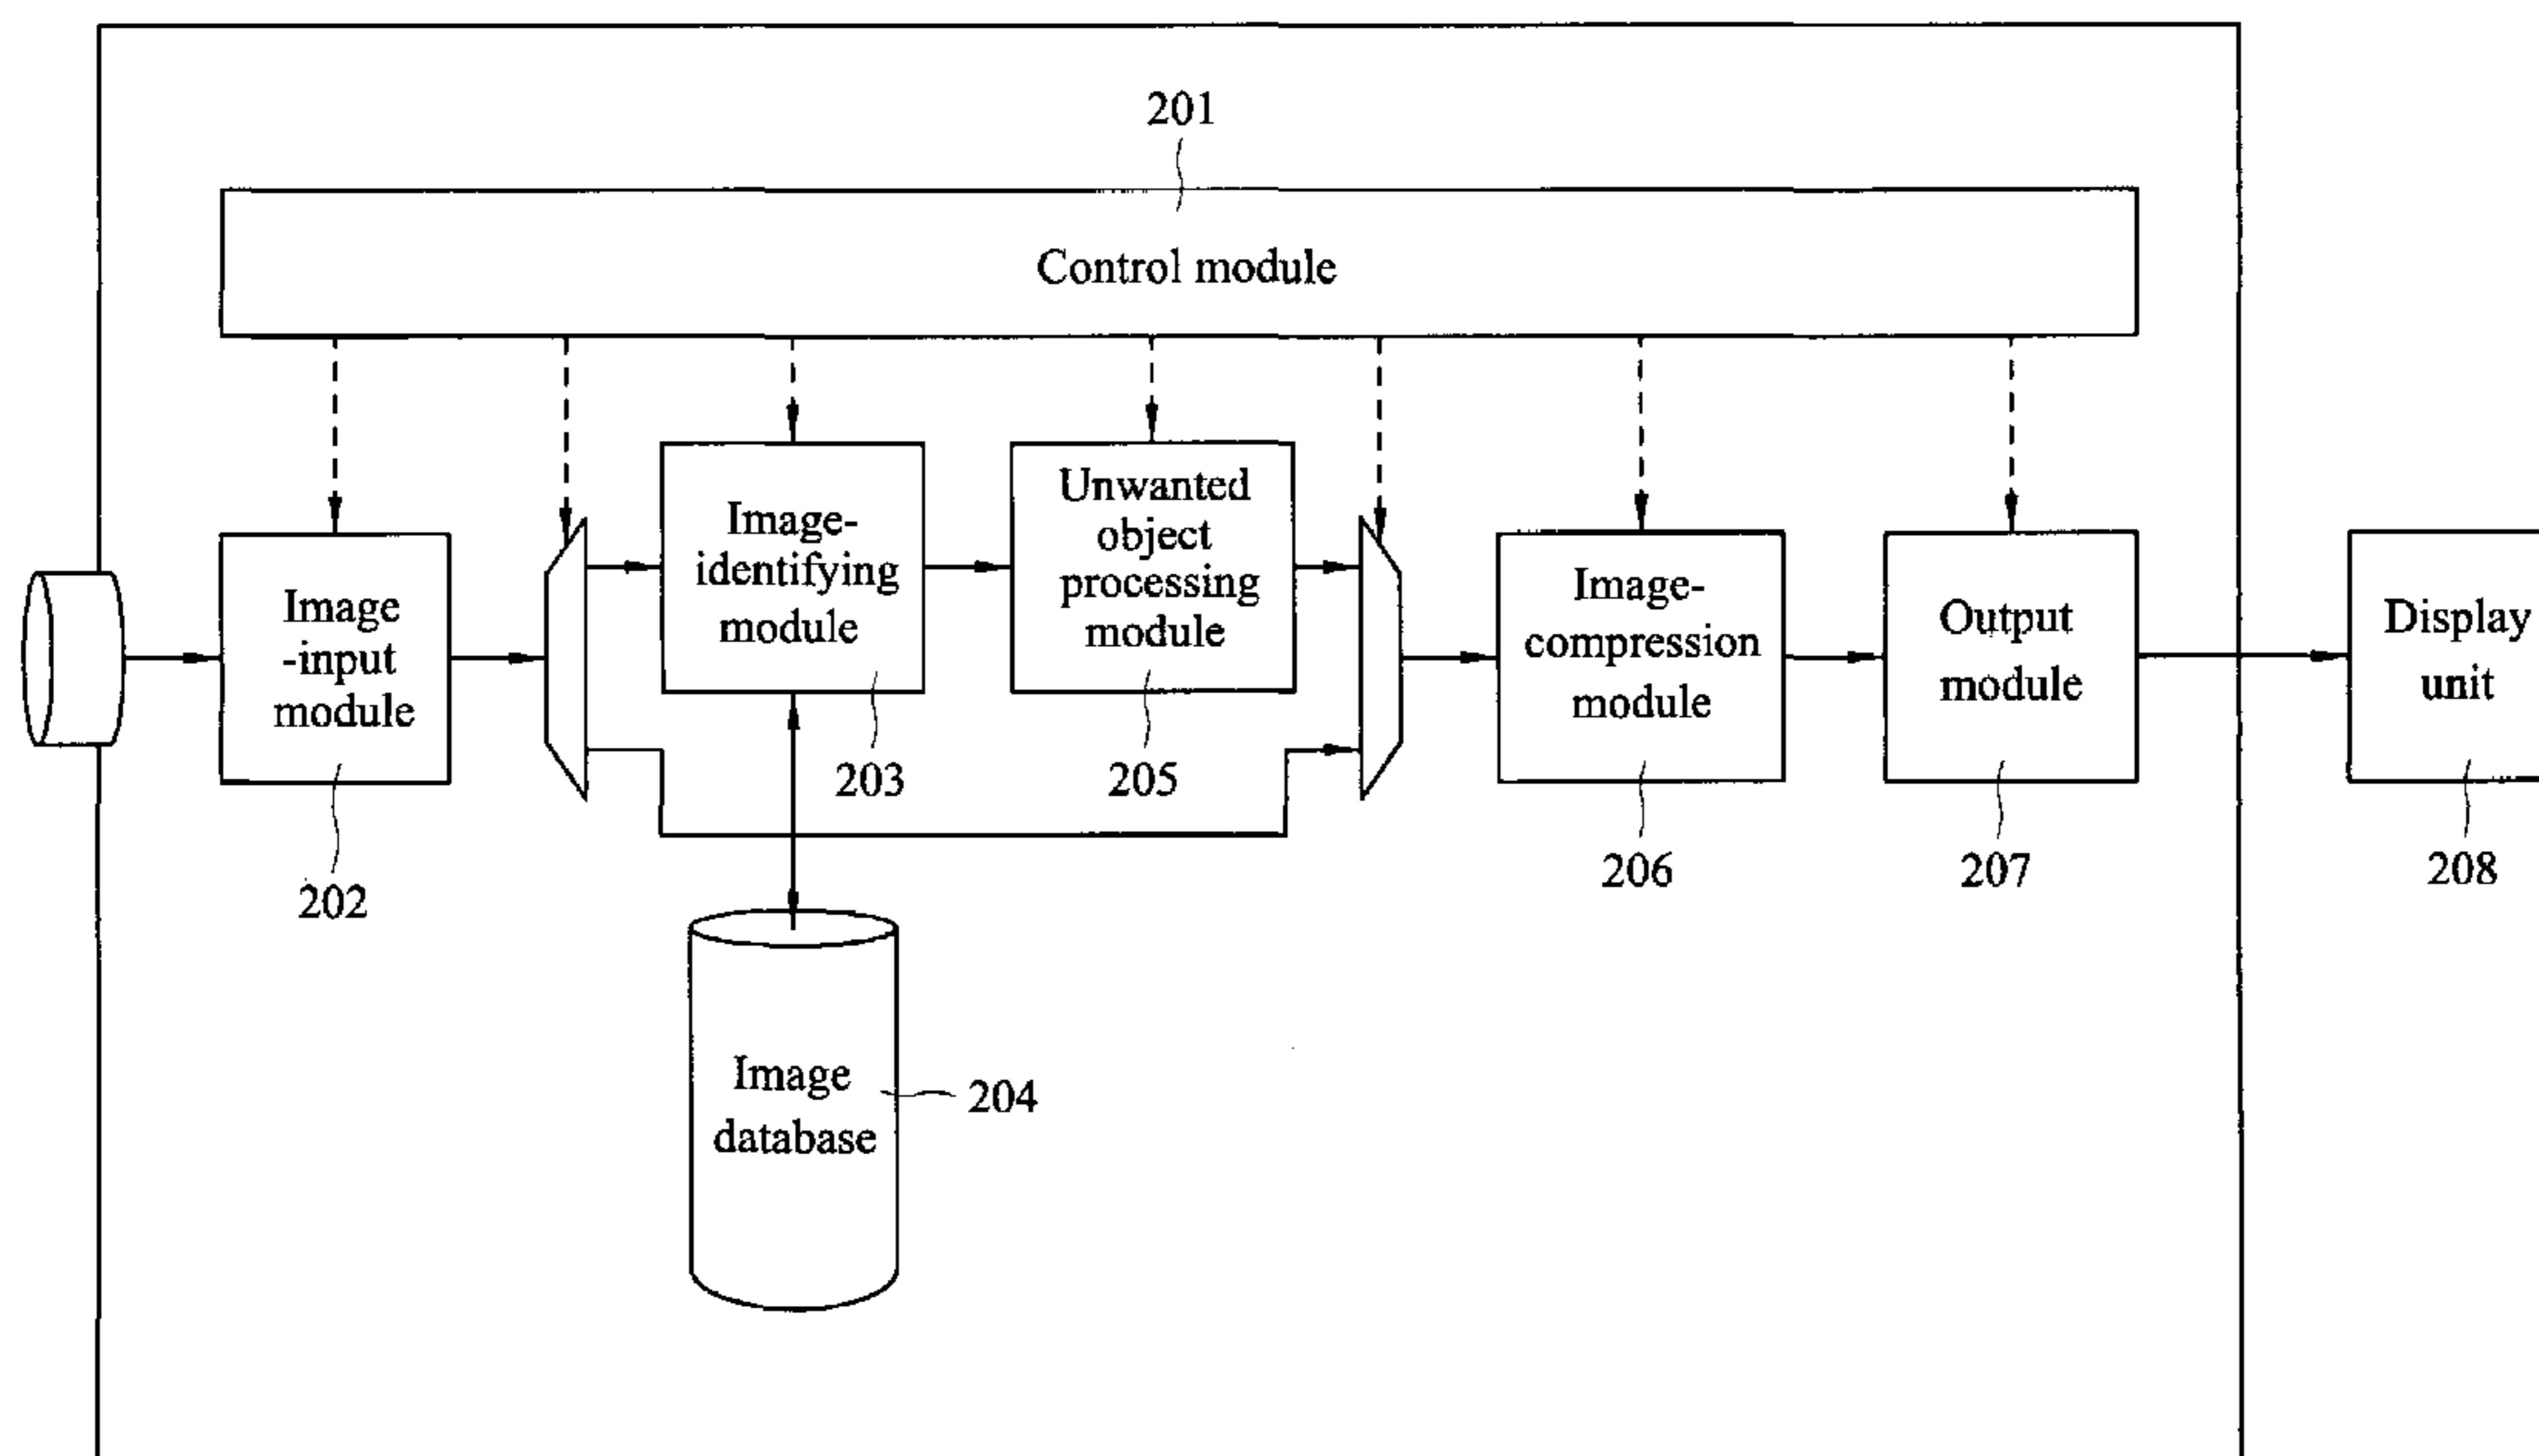 201
Control module
Image
-input
module
202
Image-
identifying
module
203
Unwanted
object
processing
module
205
Image-
compression
module
206
Output
module
207
Display
unit
208
Image
database
204